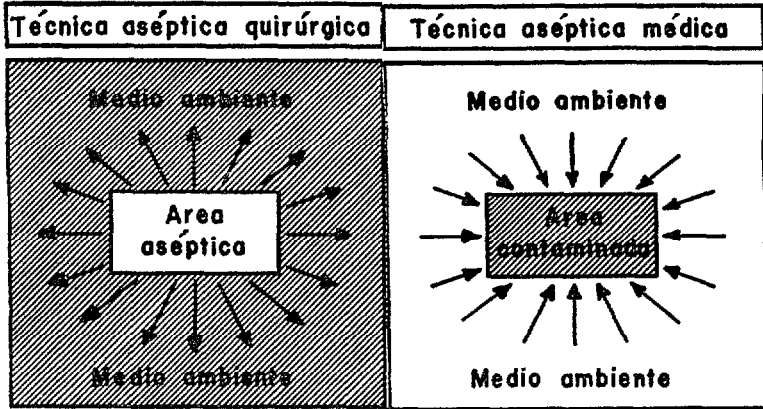 Técnica aséptica quirúrgica
Técnica aséptica médica
Medio ambiente
Area
aséptica
Medio ambiente
Medio ambiente
Area
contaminada
Medio ambiente